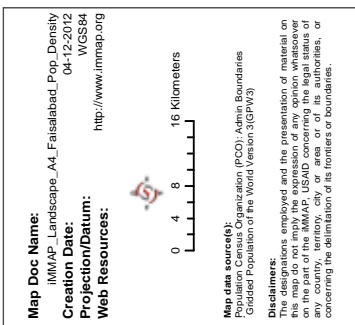 Map Doc Name:
iMMAP_Landscape_A4_Faisalabad_Pop_Density
Creation Date:
04-12-2012
Projection/Datum:
WGS84
Web Resources:
http://www.immap.org
0 4 8 16 Kilometers
Map data source(s):
Population Census Organization (PCO): Admin Boundaries
Gridded Population of the World Version 3(GPW3)
Disclaimers:
The designations employed and the presentation of material on
this map do not imply the expression of any opinion whatsoever
on the part of the iMMAP, USAID concerning the legal status of
any country, territory, city or area or of its authorities, or
concerning the delimitation of its frontiers or boundaries.